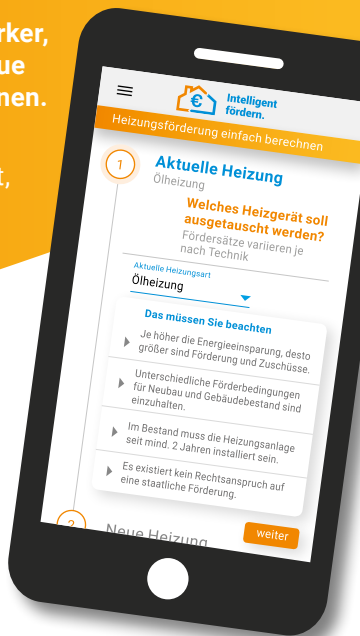 rker,
ue
nen.
t,
€
Intelligent
fördern.
Heizungsförderung einfach berechnen
1
Aktuelle Heizung
Ölheizung
Welches Heizgerät soll
ausgetauscht werden?
Fördersätze variieren je
nach Technik
Aktuelle Heizungsart
Ölheizung
Das müssen Sie beachten
Je höher die Energieeinsparung, desto
größer sind Förderung und Zuschüsse.
Unterschiedliche Förderbedingungen
für Neubau und Gebäudebestand sind
einzuhalten.
Im Bestand muss die Heizungsanlage
seit mind. 2 Jahren installiert sein.
Es existiert kein Rechtsanspruch auf
eine staatliche Förderung.
weiter
2
Neue Heizung